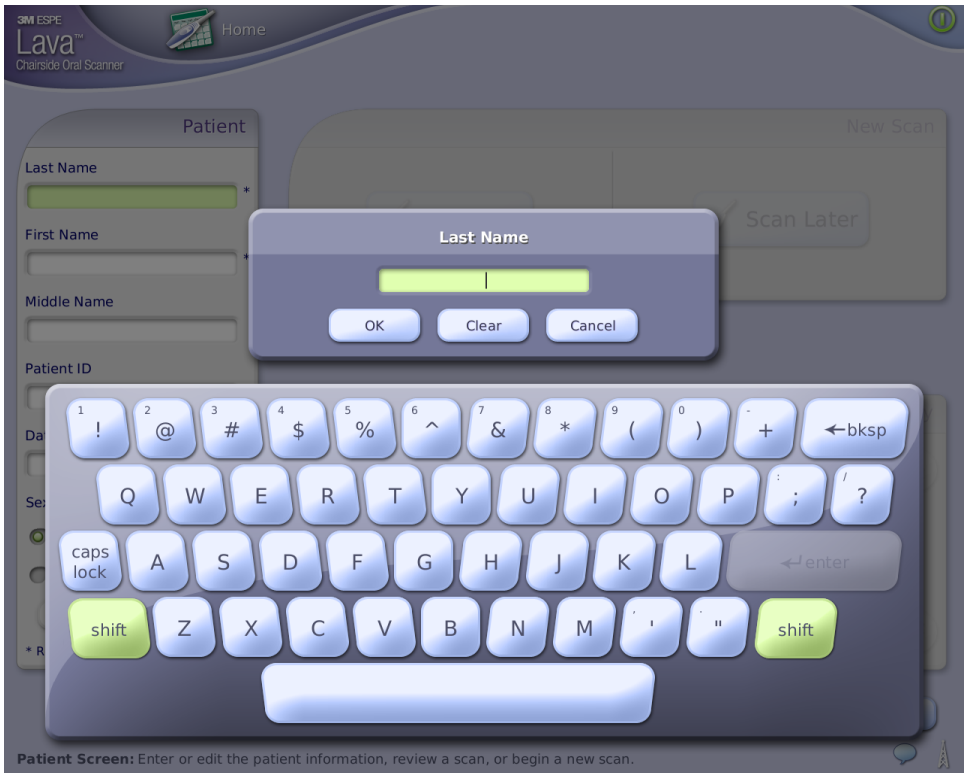 3M ESPE
Lava™
Chairside Oral Scanner
Home
Patient
New Scan
Last Name
*
First Name
*
Middle Name
Patient ID
Scan Later
Last Name
OK Clear Cancel
1 ! 2 @ 3 # 4 $ 5 % 6 ^ 7 & 8 * 9 ( 0 ) - + ←bksp
Q W E R T Y U I O P : ; / ?
caps lock A S D F G H J K L ↵enter
shift Z X C V B N M , ' . " shift
* R
Patient Screen: Enter or edit the patient information, review a scan, or begin a new scan.